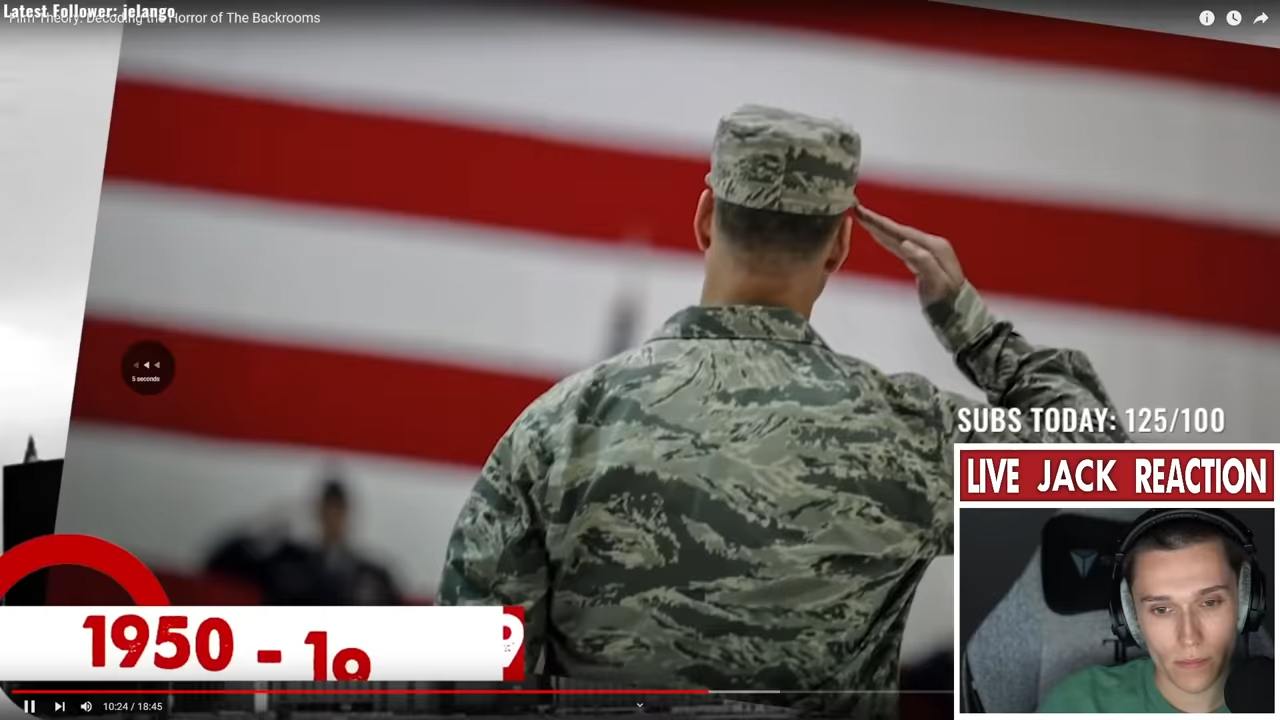 Latest Follower: jelango
Film Theory: Decoding the Horror of The Backrooms
5 seconds
SUBS TODAY: 125/100
LIVE JACK REACTION
1950 - 19
10:24 / 18:45